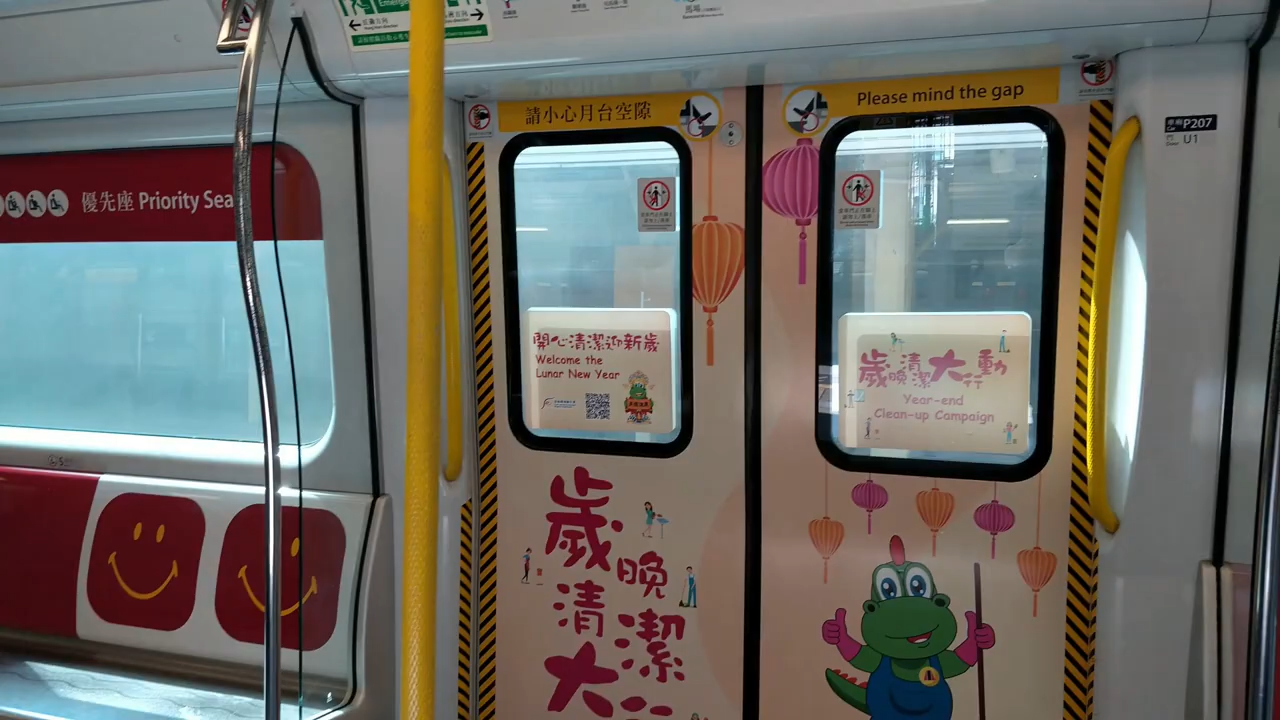 優先座 Priority Sea
請小心月台空隙
Please mind the gap
P207
U1
開心清潔迎新歲
Welcome the
Lunar New Year
歲晚清潔大行動
Year-end
Clean-up Campaign
歲晚
清潔
大